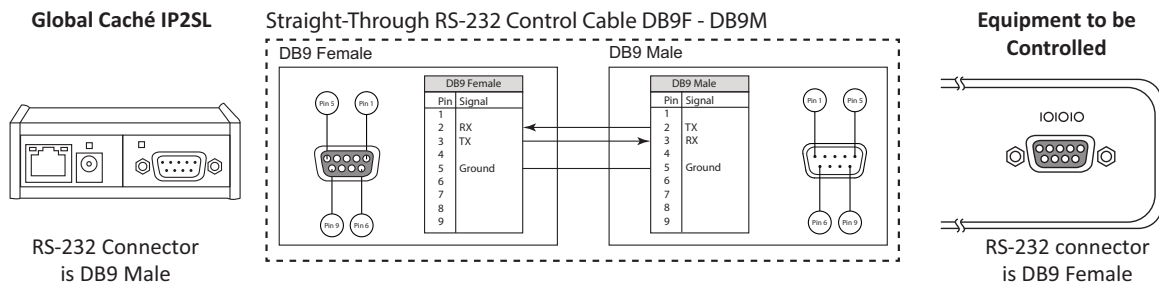 Global Caché IP2SL
RS-232 Connector
is DB9 Male
Straight-Through RS-232 Control Cable DB9F - DB9M
DB9 Female
Pin 5 Pin 1
Pin 9 Pin 6
DB9 Female
Pin Signal
1
2 RX
3 TX
4
5 Ground
6
7
8
9
DB9 Male
DB9 Male
Pin Signal
1
2 TX
3 RX
4
5 Ground
6
7
8
9
Pin 1 Pin 5
Pin 6 Pin 9
Equipment to be
Controlled
IOIOIO
RS-232 connector
is DB9 Female